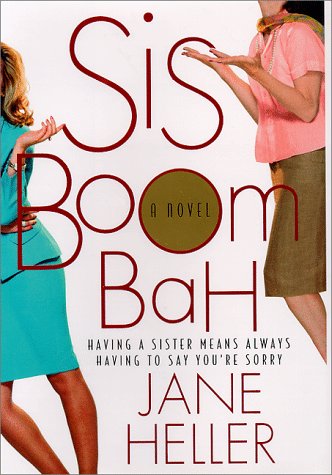 Sis
Boom
A NOVEL
BaH
HAVING A SISTER MEANS ALWAYS
HAVING TO SAY YOU'RE SORRY
JANE
HELLER